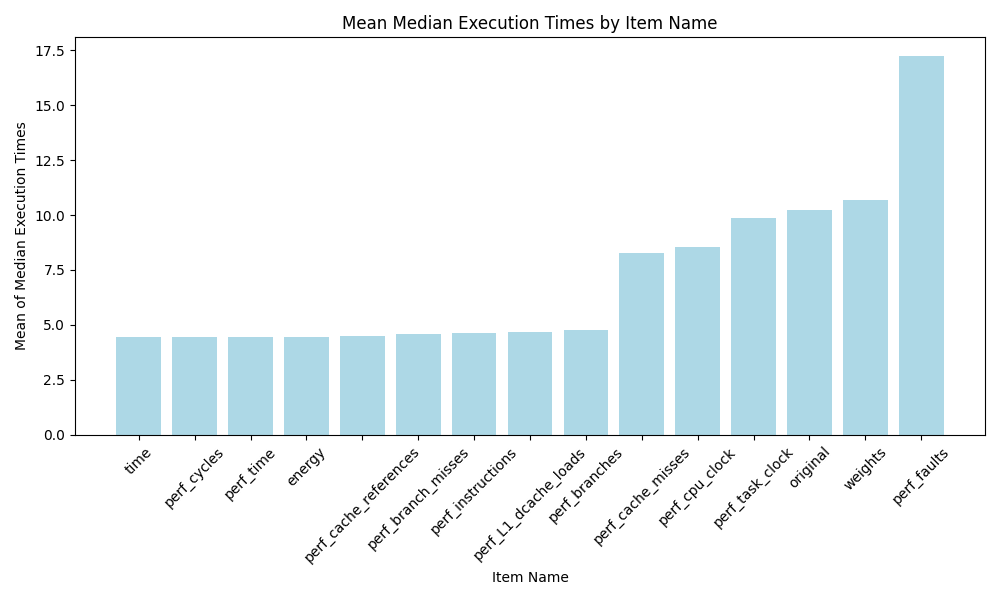 Mean Median Execution Times by Item Name
Mean of Median Execution Times
17.5
15.0
12.5
10.0
7.5
5.0
2.5
0.0
time
perf_cycles
perf_time
energy
perf_cache_references
perf_branch_misses
perf_instructions
perf_L1_dcache_loads
perf_branches
perf_cache_misses
perf_cpu_clock
perf_task_clock
original
weights
perf_faults
Item Name